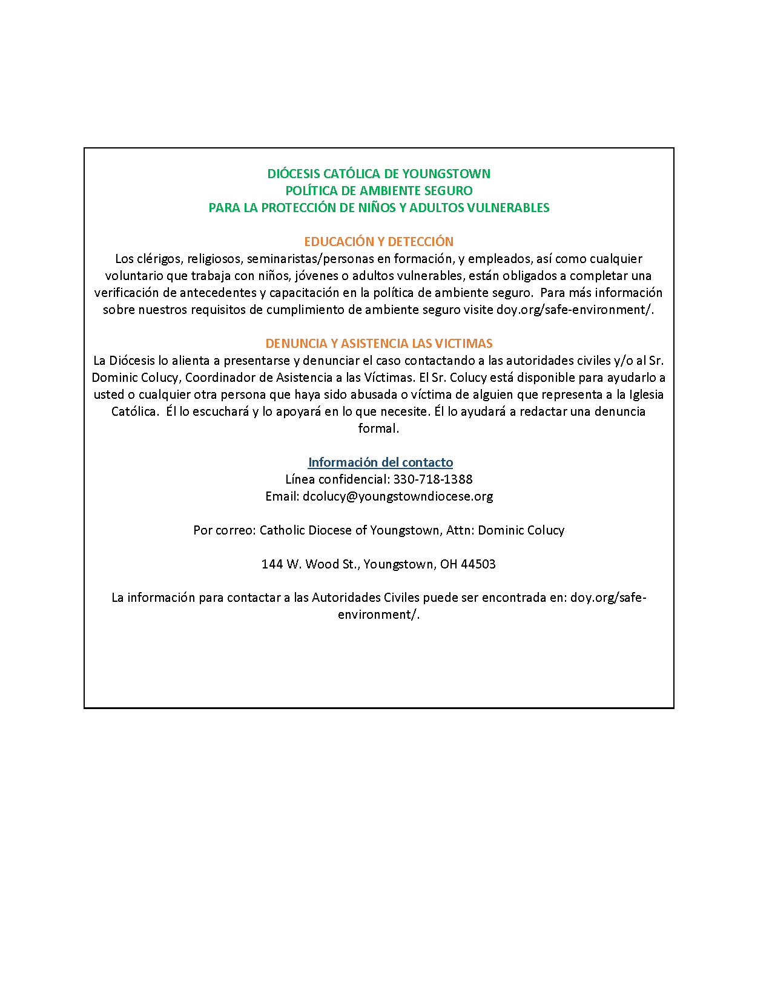 DIÓCESIS CATÓLICA DE YOUNGSTOWN
POLÍTICA DE AMBIENTE SEGURO
PARA LA PROTECCIÓN DE NIÑOS Y ADULTOS VULNERABLES
EDUCACIÓN Y DETECCIÓN
Los clérigos, religiosos, seminaristas/personas en formación, y empleados, así como cualquier
voluntario que trabaja con niños, jóvenes o adultos vulnerables, están obligados a completar una
verificación de antecedentes y capacitación en la política de ambiente seguro.  Para más información
sobre nuestros requisitos de cumplimiento de ambiente seguro visite doy.org/safe-environment/.
DENUNCIA Y ASISTENCIA LAS VICTIMAS
La Diócesis lo alienta a presentarse y denunciar el caso contactando a las autoridades civiles y/o al Sr.
Dominic Colucy, Coordinador de Asistencia a las Víctimas. El Sr. Colucy está disponible para ayudarlo a
usted o cualquier otra persona que haya sido abusada o víctima de alguien que representa a la Iglesia
Católica.  Él lo escuchará y lo apoyará en lo que necesite. Él lo ayudará a redactar una denuncia
formal.
Información del contacto
Línea confidencial: 330-718-1388
Email: dcolucy@youngstowndiocese.org
Por correo: Catholic Diocese of Youngstown, Attn: Dominic Colucy
144 W. Wood St., Youngstown, OH 44503
La información para contactar a las Autoridades Civiles puede ser encontrada en: doy.org/safe-
environment/.